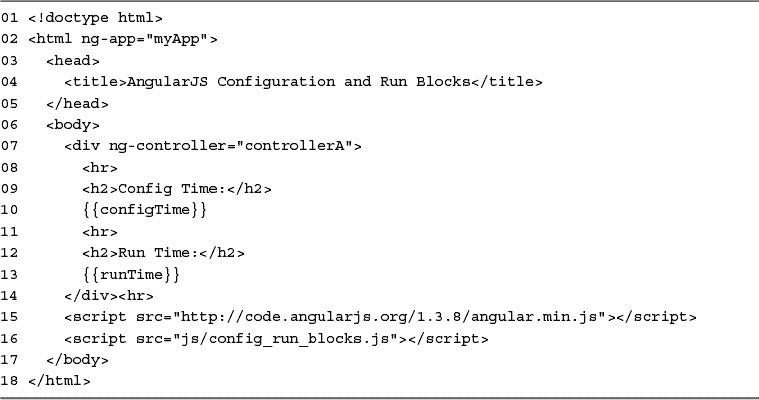 01 <!doctype html>
02 <html ng-app="myApp">
03   <head>
04     <title>AngularJS Configuration and Run Blocks</title>
05   </head>
06   <body>
07     <div ng-controller="controllerA">
08       <hr>
09       <h2>Config Time:</h2>
10       {{configTime}}
11       <hr>
12       <h2>Run Time:</h2>
13       {{runTime}}
14     </div><hr>
15     <script src="http://code.angularjs.org/1.3.8/angular.min.js"></script>
16     <script src="js/config_run_blocks.js"></script>
17   </body>
18 </html>